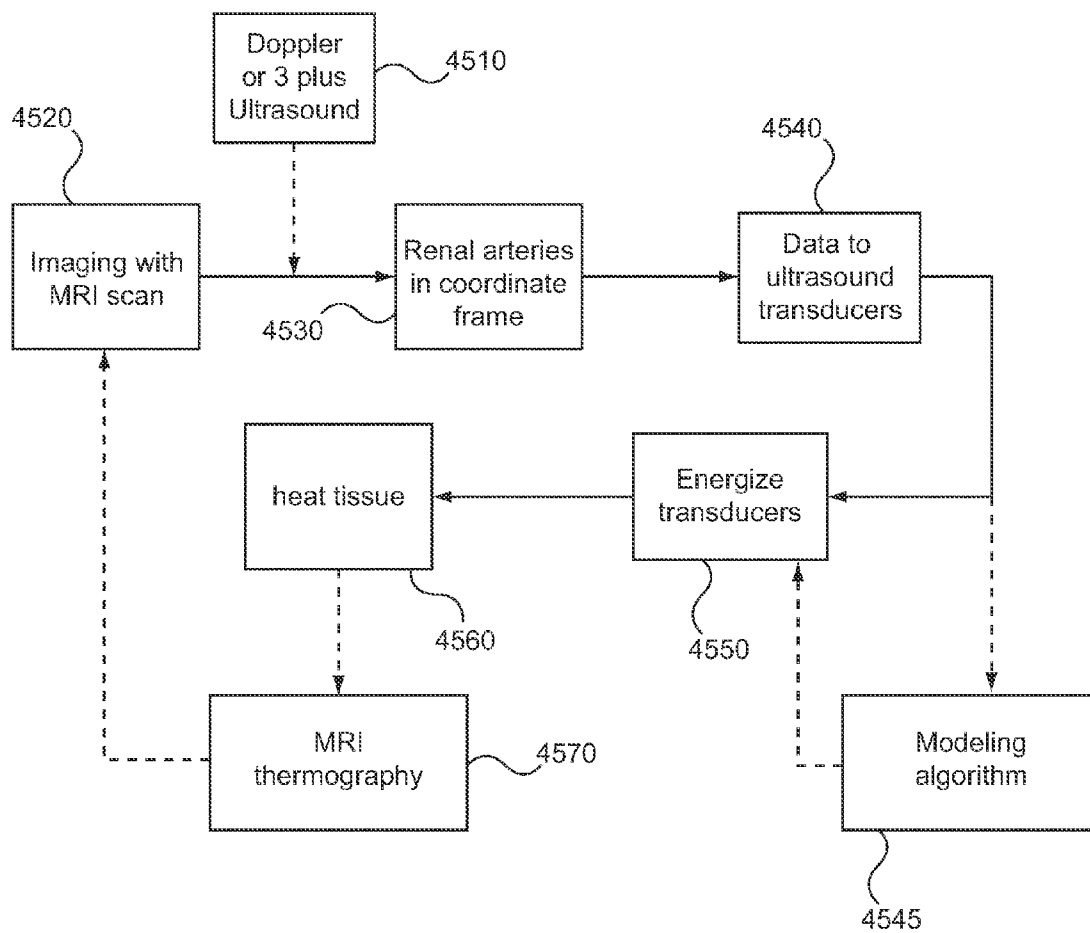 Doppler
or 3 plus
Ultrasound
4510
4520
4540
Imaging with
MRI scan
Renal arteries
in coordinate
frame
4530
Data to
ultrasound
transducers
heat tissue
4560
Energize
transducers
4550
MRI
thermography
4570
Modeling
algorithm
4545